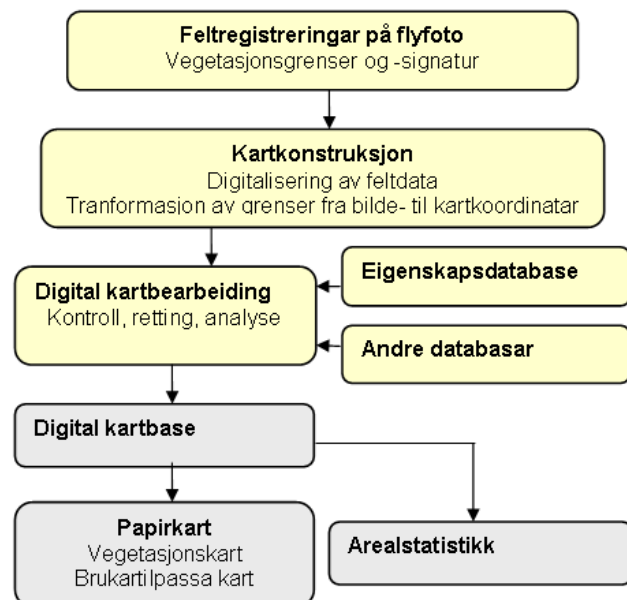 Feltregistreringar på flyfoto
Vegetasjonsgrenser og -signatur
Kartkonstruksjon
Digitalisering av feltdata
Tranformasjon av grenser fra bilde- til kartkoordinatar
Digital kartbearbeiding
Kontroll, retting, analyse
Eigenskapsdatabase
Andre databasar
Digital kartbase
Papirkart
Vegetasjonskart
Brukartilpassa kart
Arealstatistikk